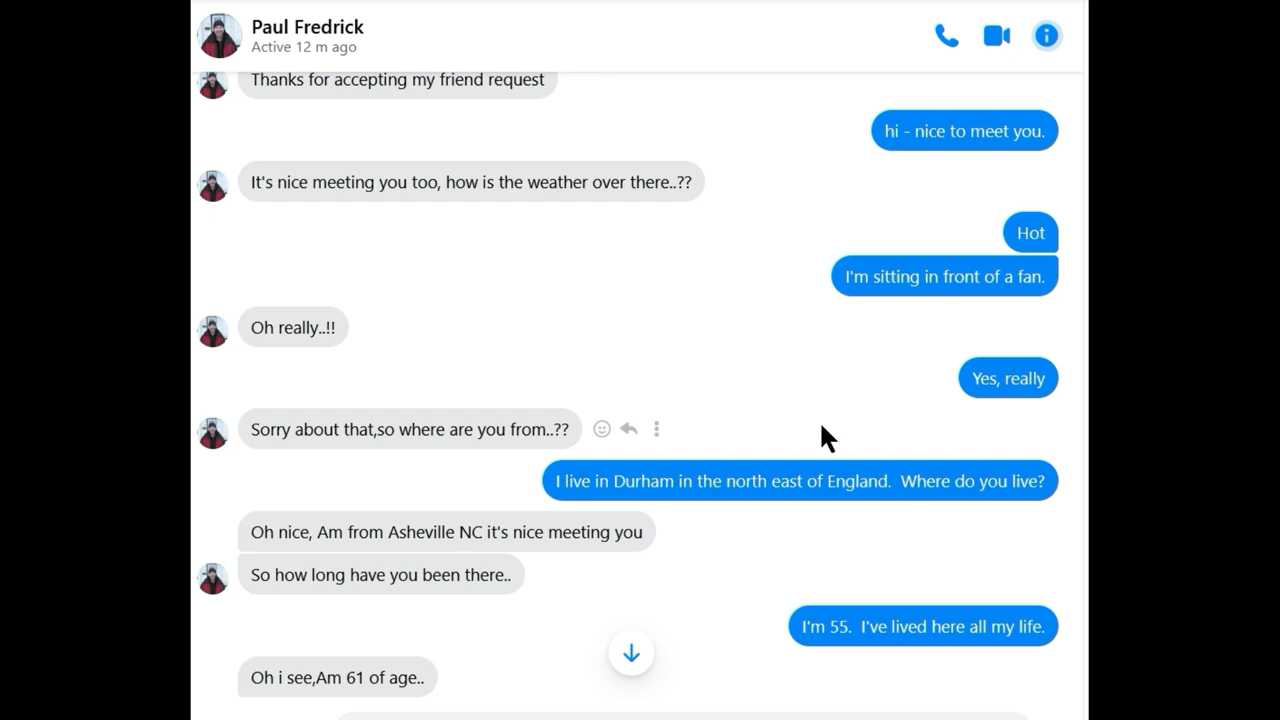 Paul Fredrick
Active 12 m ago
Thanks for accepting my friend request
hi - nice to meet you.
It's nice meeting you too, how is the weather over there..??
Hot
I'm sitting in front of a fan.
Oh really..!!
Yes, really
Sorry about that,so where are you from..??
I live in Durham in the north east of England.  Where do you live?
Oh nice, Am from Asheville NC it's nice meeting you
So how long have you been there..
I'm 55.  I've lived here all my life.
Oh i see,Am 61 of age..